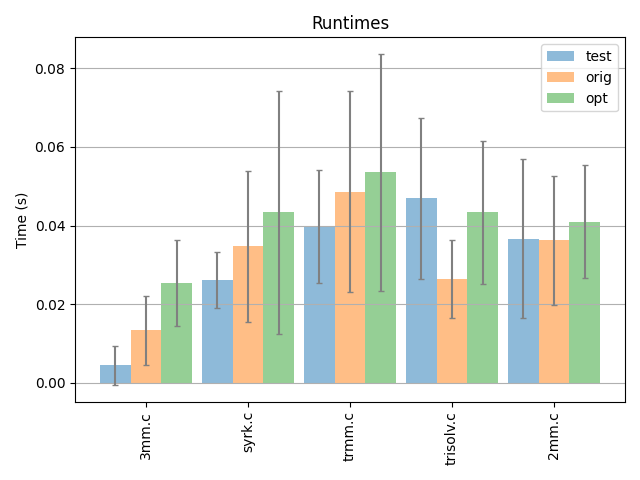 Runtimes
test
orig
opt
Time (s)
0.08
0.06
0.04
0.02
0.00
3mm.c
syrk.c
trmm.c
trisolv.c
2mm.c